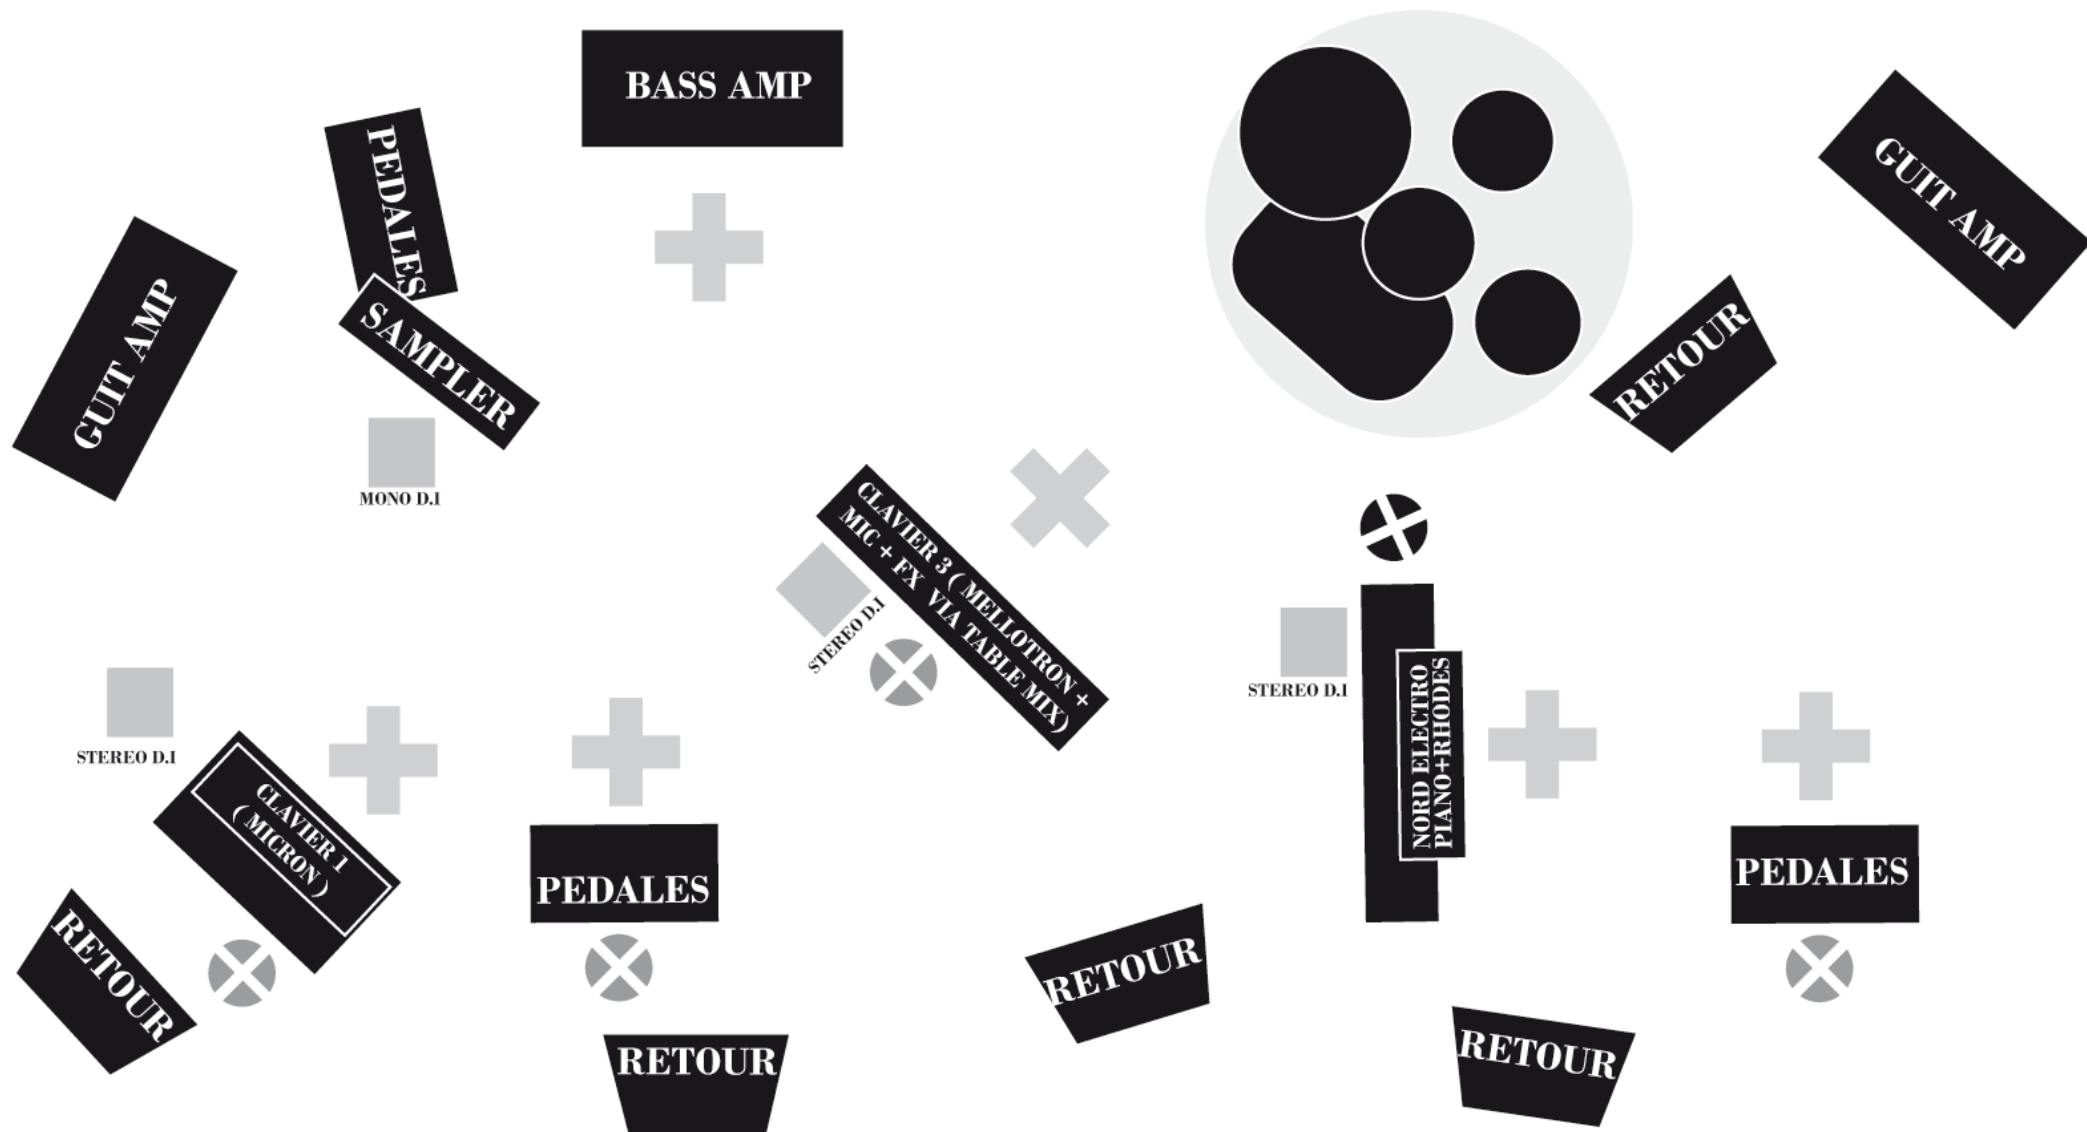 BASS AMP
PEDALES
GUIT AMP
GUIT AMP
SAMPLER
RETOUR
MONO D.I
CLAVIER 3 ( MELLOTRON +
MIC + FX VIA TABLE MIX)
STEREO D.I
STEREO D.I
NORD ELECTRO
PIANO+RHODES
STEREO D.I
CLAVIER 1
( MICRON )
PEDALES
PEDALES
RETOUR
RETOUR
RETOUR
RETOUR